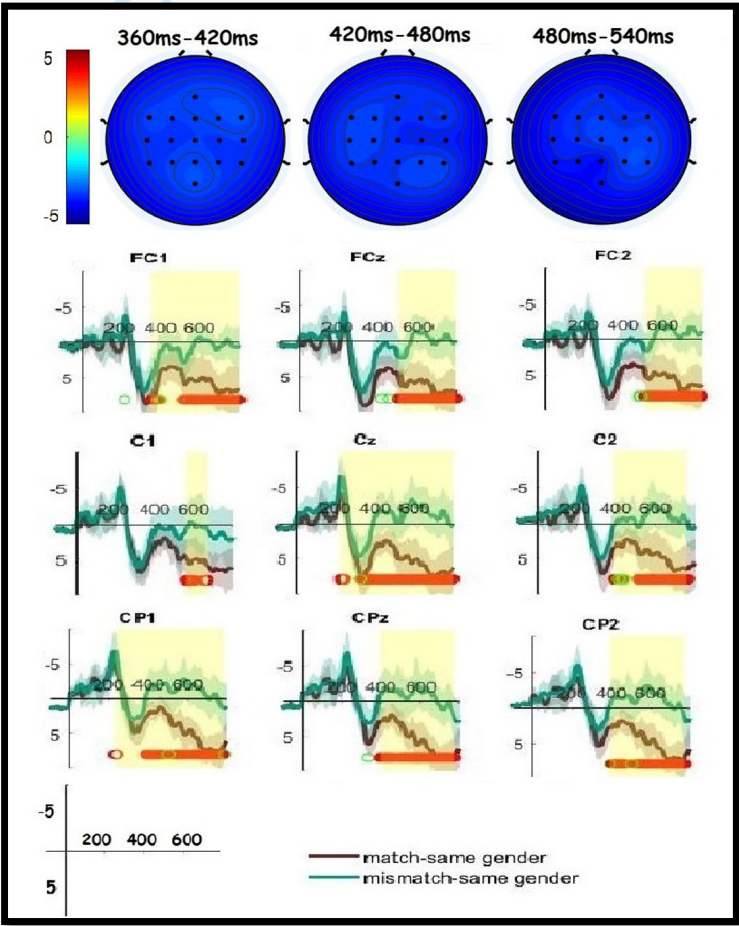 360ms-420ms 420ms-480ms 480ms-540ms
5
0
-5
FC1 FCz FC2
-5 200 400 600 -5 200 400 600 -5 200 400 600
5 5 5
C1 Cz C2
-5 200 400 600 -5 200 400 600 -5 200 400 600
5 5 5
CP1 CPz CP2
-5 200 400 600 -5 200 400 600 -5 200 400 600
5 5 5
-5
200 400 600
5
match-same gender
mismatch-same gender